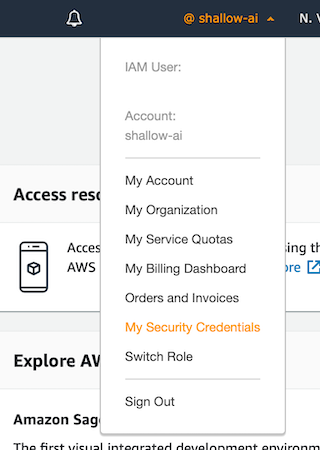 @ shallow-ai
N. V
IAM User:
Account:
shallow-ai
My Account
My Organization
My Service Quotas
My Billing Dashboard
Orders and Invoices
My Security Credentials
Switch Role
Sign Out
Access reso
Acces
sing th
AWS
ore
Explore AW
Amazon Sag
The first visual integrated development environm